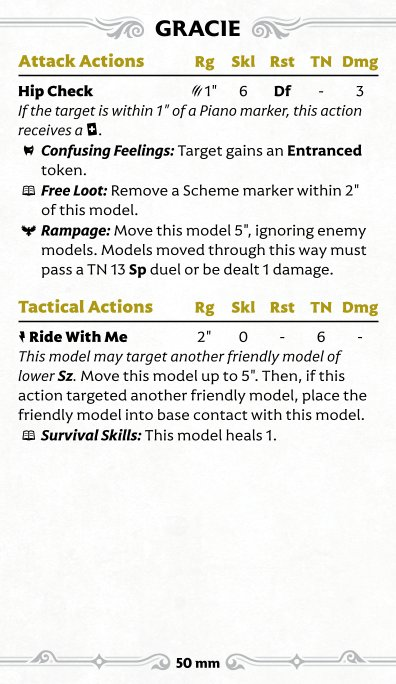 GRACIE
Attack Actions Rg Skl Rst TN Dmg
Hip Check 1" 6 Df - 3
If the target is within 1" of a Piano marker, this action
receives a .
Confusing Feelings: Target gains an Entranced
token.
Free Loot: Remove a Scheme marker within 2"
of this model.
Rampage: Move this model 5", ignoring enemy
models. Models moved through this way must
pass a TN 13 Sp duel or be dealt 1 damage.
Tactical Actions Rg Skl Rst TN Dmg
Ride With Me 2" 0 - 6 -
This model may target another friendly model of
lower Sz. Move this model up to 5". Then, if this
action targeted another friendly model, place the
friendly model into base contact with this model.
Survival Skills: This model heals 1.
50 mm